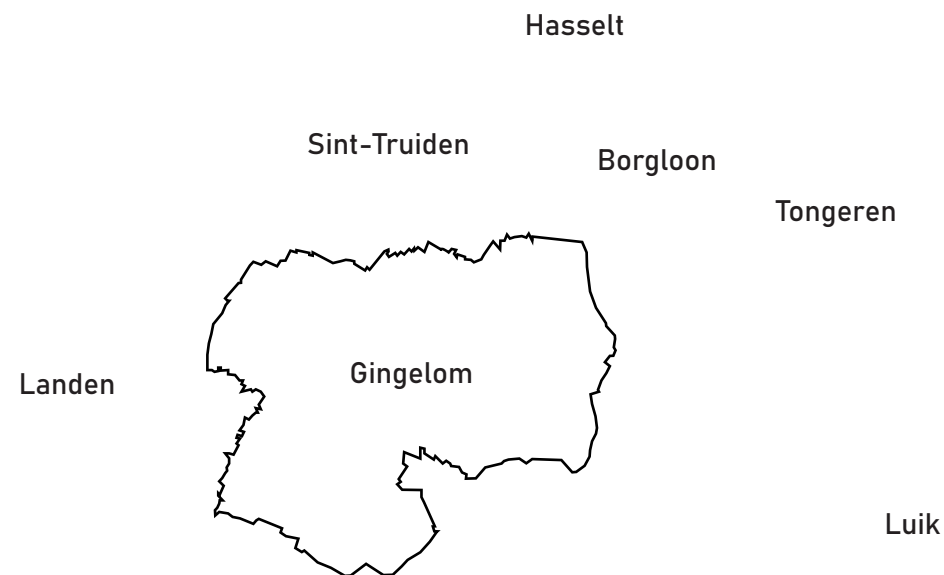 Hasselt
Sint-Truiden
Borgloon
Tongeren
Gingelom
Landen
Luik